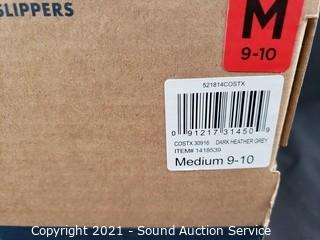 SLIPPERS
M
9-10
521814COSTX
0 91217 31450 9
COSTX 30916 DARK HEATHER GREY
ITEM# 1418539
Medium 9-10
Copyright 2021 - Sound Auction Service